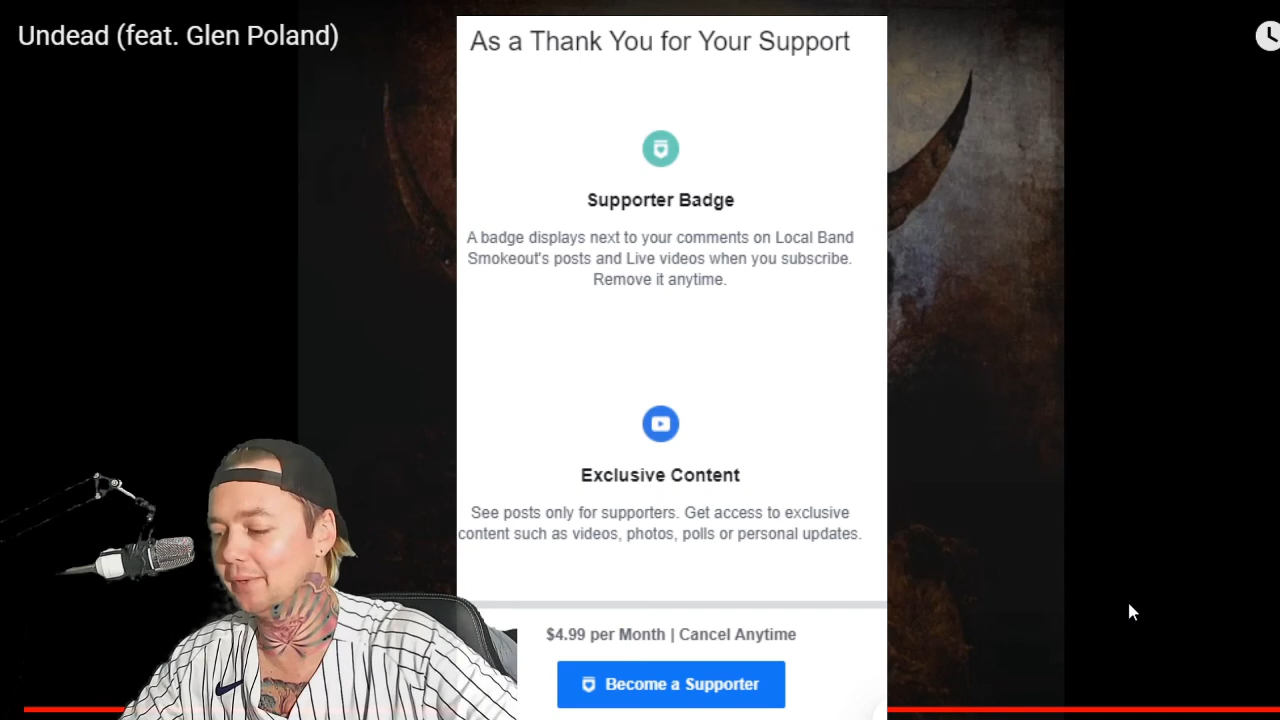 Undead (feat. Glen Poland)
As a Thank You for Your Support
Supporter Badge
A badge displays next to your comments on Local Band
Smokeout's posts and Live videos when you subscribe.
Remove it anytime.
Exclusive Content
See posts only for supporters. Get access to exclusive
content such as videos, photos, polls or personal updates.
$4.99 per Month | Cancel Anytime
Become a Supporter